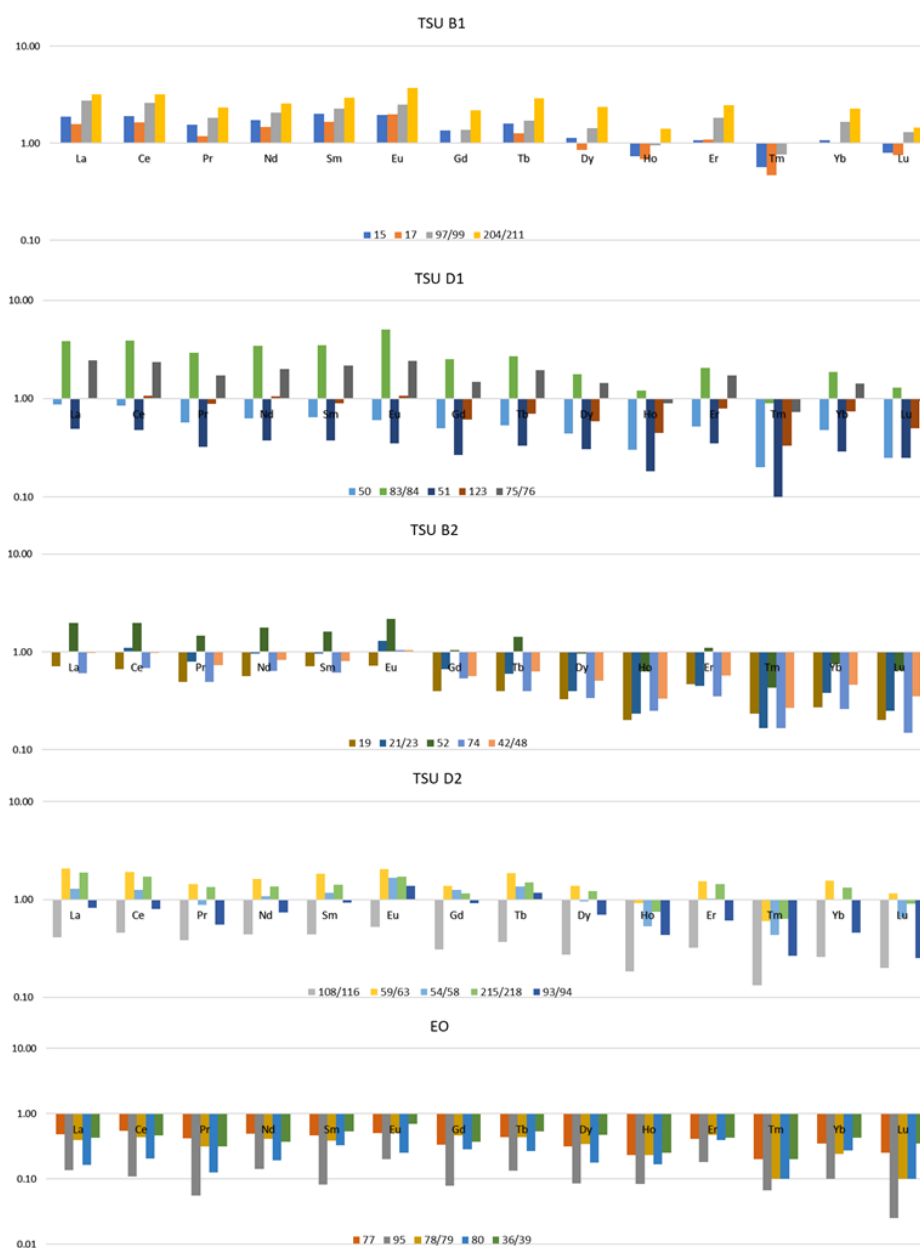 TSU B1
10.00
1.00
La Ce Pr Nd Sm Eu Gd Tb Dy Ho Er Tm Yb Lu
0.10
15 17 97/99 204/211
TSU D1
10.00
1.00
La Ce Pr Nd Sm Eu Gd Tb Dy Ho Er Tm Yb Lu
0.10
50 83/84 51 123 75/76
TSU B2
10.00
1.00
La Ce Pr Nd Sm Eu Gd Tb Dy Ho Er Tm Yb Lu
0.10
19 21/23 52 74 42/48
TSU D2
10.00
1.00
La Ce Pr Nd Sm Eu Gd Tb Dy Ho Er Tm Yb Lu
0.10
108/116 59/63 54/58 215/218 93/94
EO
10.00
1.00
La Ce Pr Nd Sm Eu Gd Tb Dy Ho Er Tm Yb Lu
0.10
0.01
77 95 78/79 80 36/39